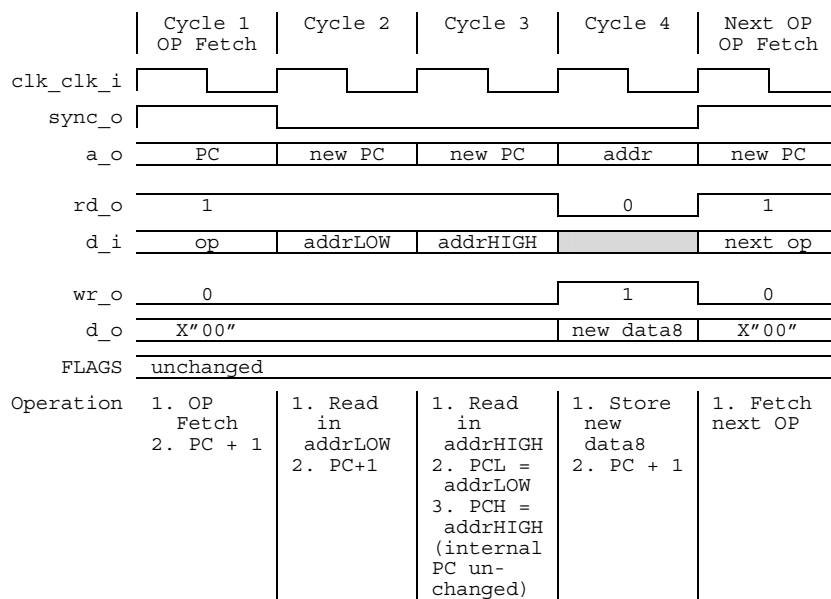 Cycle 1 Cycle 2 Cycle 3 Cycle 4 Next OP
OP Fetch OP Fetch
clk_clk_i
sync_o
a_o PC new PC new PC addr new PC
rd_o 1 0 1
d_i op addrLOW addrHIGH next op
wr_o 0 1 0
d_o X"00" new data8 X"00"
FLAGS unchanged
Operation 1. OP 1. Read 1. Read 1. Store 1. Fetch
Fetch in in new next OP
2. PC + 1 addrLOW addrHIGH data8
2. PC+1 2. PCL = 2. PC + 1
addrLOW
3. PCH =
addrHIGH
(internal
PC un-
changed)